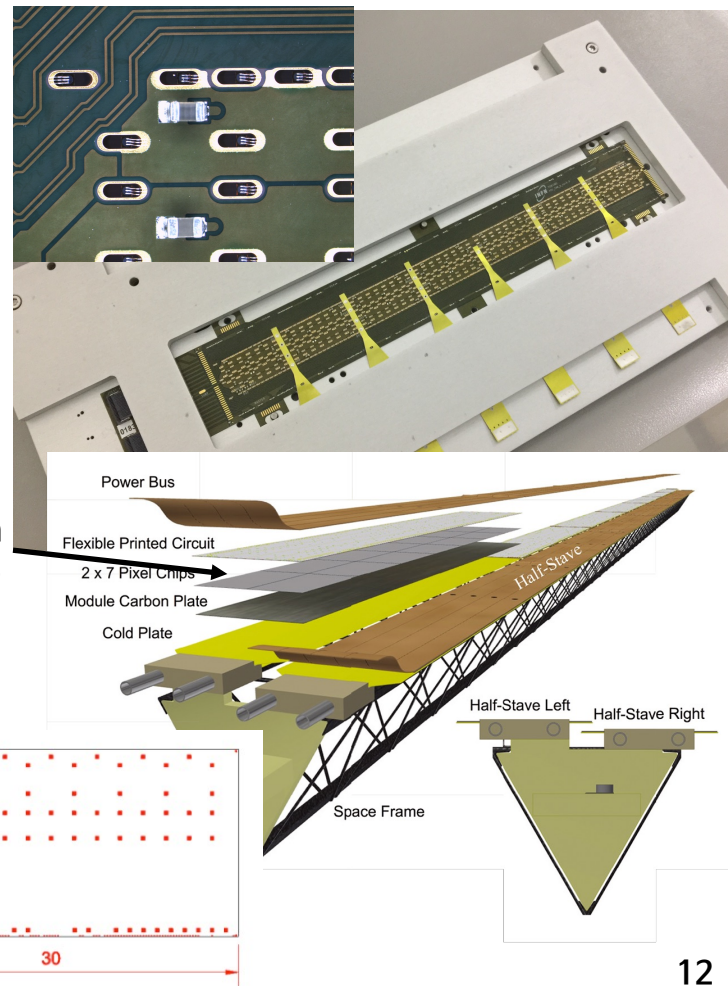 0183
Power Bus
Flexible Printed Circuit
2 x 7 Pixel Chips
Module Carbon Plate
Cold Plate
Half-Stave
Half-Stave Left
Half-Stave Right
Space Frame
30
12